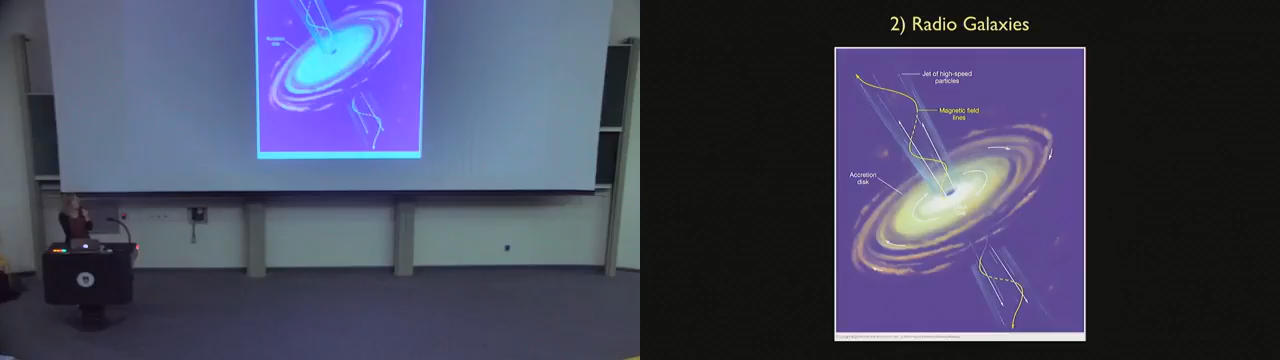 2) Radio Galaxies
Jet of high-speed
particles
Magnetic field
lines
Accretion
disk